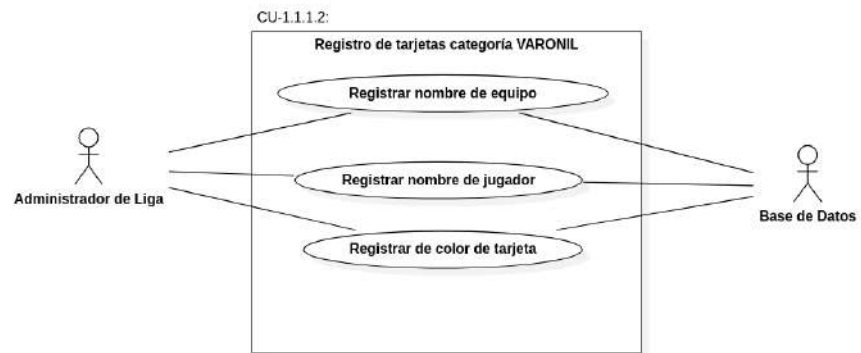 CU-1.1.1.2:
Registro de tarjetas categoría VARONIL
Registrar nombre de equipo
Registrar nombre de jugador
Administrador de Liga
Base de Datos
Registrar de color de tarjeta